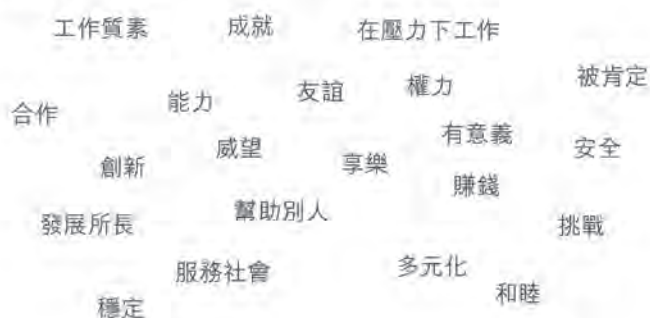 工作質素 成就 在壓力下工作
合作 能力 友誼 權力 被肯定
創新 威望 享樂 有意義 安全
賺錢
發展所長 幫助別人 挑戰
服務社會 多元化
穩定 和睦